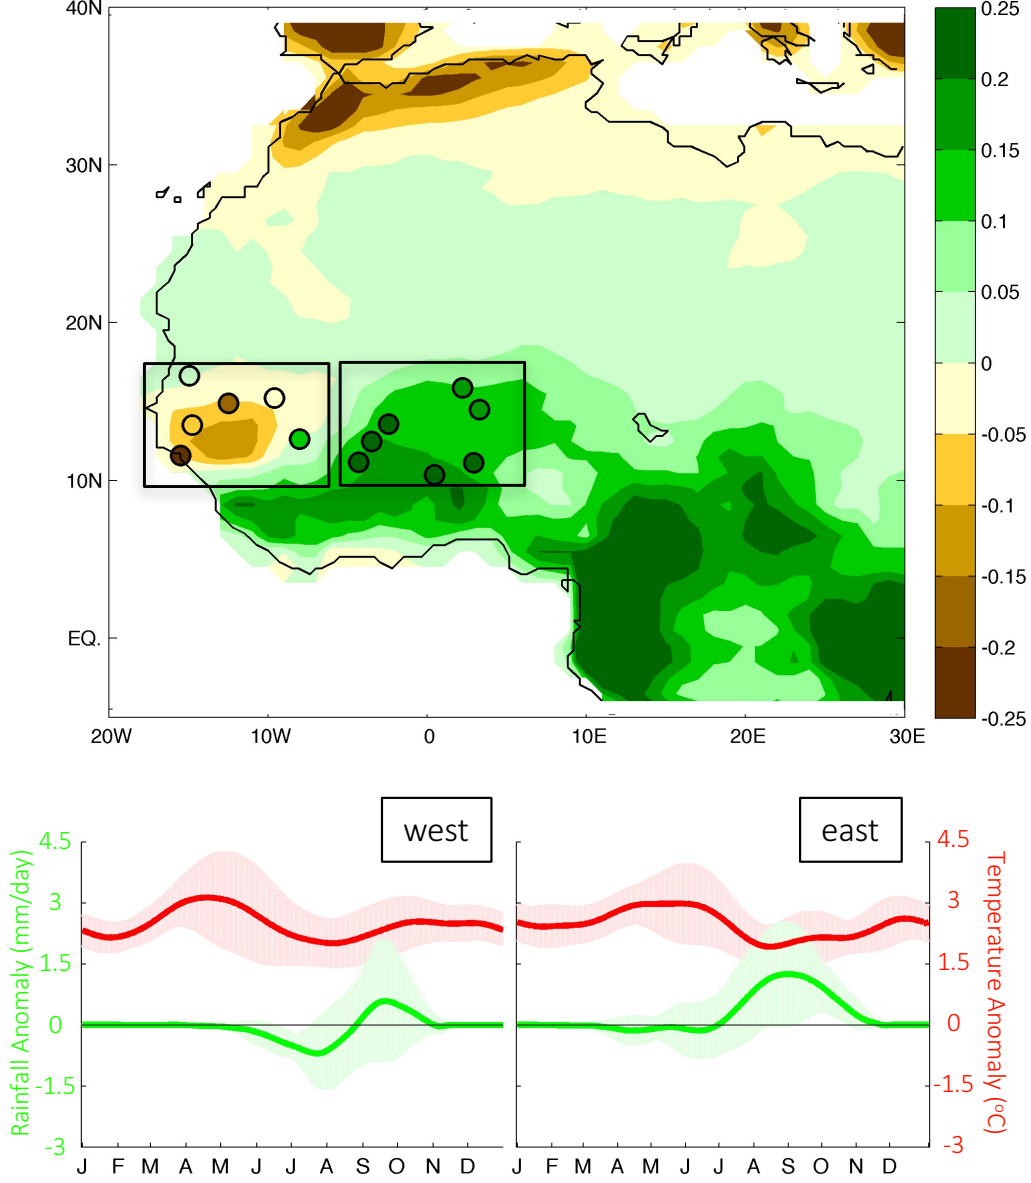 40N
30N
20N
10N
EQ.
20W 10W 0 10E 20E 30E
0.25
0.2
0.15
0.1
0.05
0
-0.05
-0.1
-0.15
-0.2
-0.25
west
east
Rainfall Anomaly (mm/day)
4.5
3
1.5
0
-1.5
-3
4.5
3
1.5
0
-1.5
-3
Temperature Anomaly (°C)
J F M A M J J A S O N D
J F M A M J J A S O N D